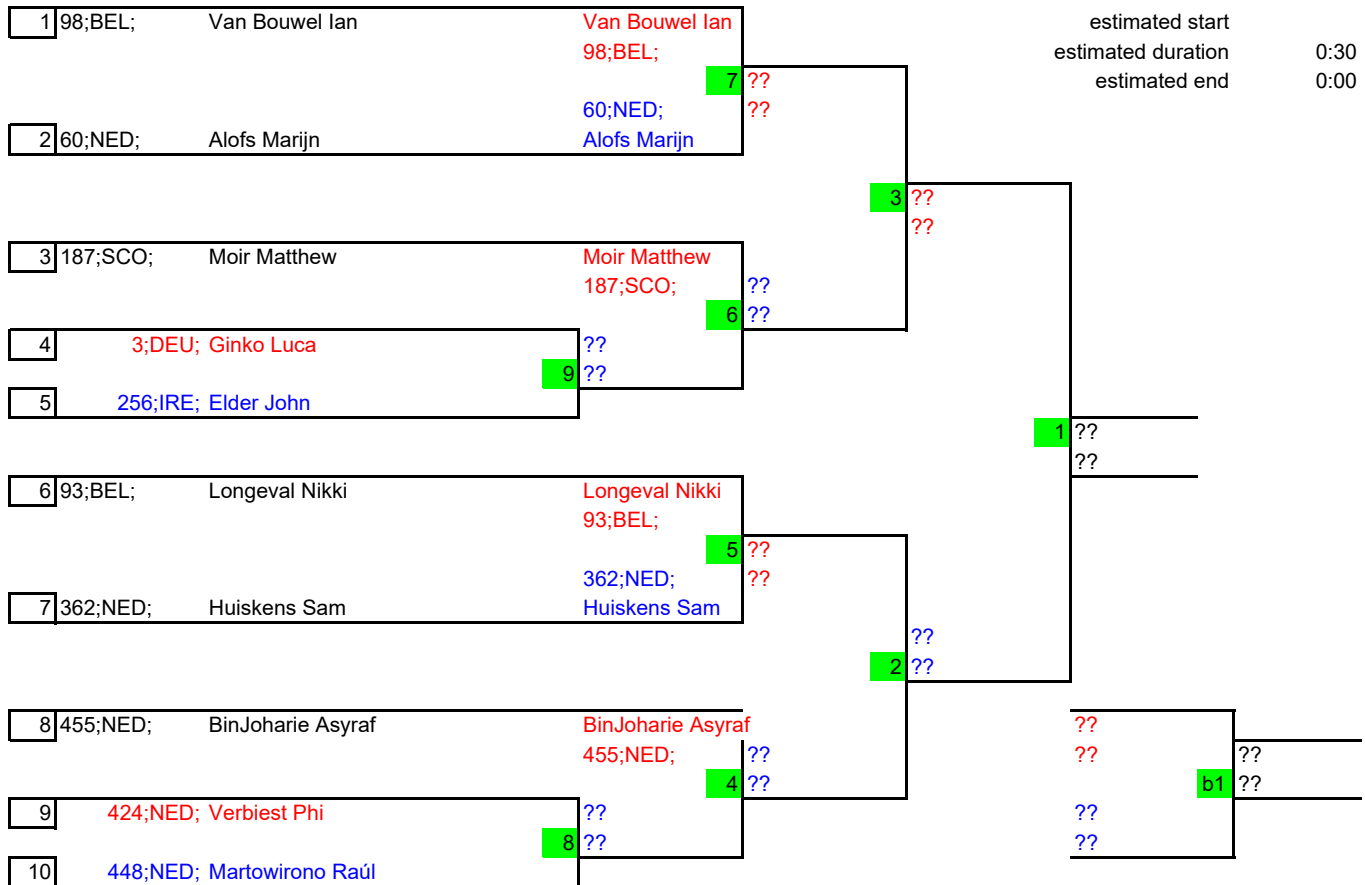 1 98;BEL; Van Bouwel Ian Van Bouwel Ian estimated start
98;BEL; estimated duration 0:30
7 ?? estimated end 0:00
60;NED; ??
2 60;NED; Alofs Marijn Alofs Marijn
3 ??
??
3 187;SCO; Moir Matthew Moir Matthew
187;SCO; ??
6 ??
4 3;DEU; Ginko Luca ??
9 ??
5 256;IRE; Elder John
1 ??
??
6 93;BEL; Longeval Nikki Longeval Nikki
93;BEL;
5 ??
362;NED; ??
7 362;NED; Huiskens Sam Huiskens Sam
??
2 ??
8 455;NED; BinJoharie Asyraf BinJoharie Asyraf ??
455;NED; ?? ?? ??
4 ?? b1 ??
9 424;NED; Verbiest Phi ?? ??
8 ?? ??
10 448;NED; Martowirono Raúl